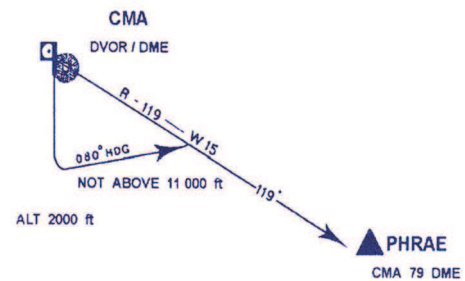 CMA
DVOR / DME
R - 119 — W 15
080° HDG
NOT ABOVE 11 000 ft
119°
ALT 2000 ft
PHRAE
CMA 79 DME